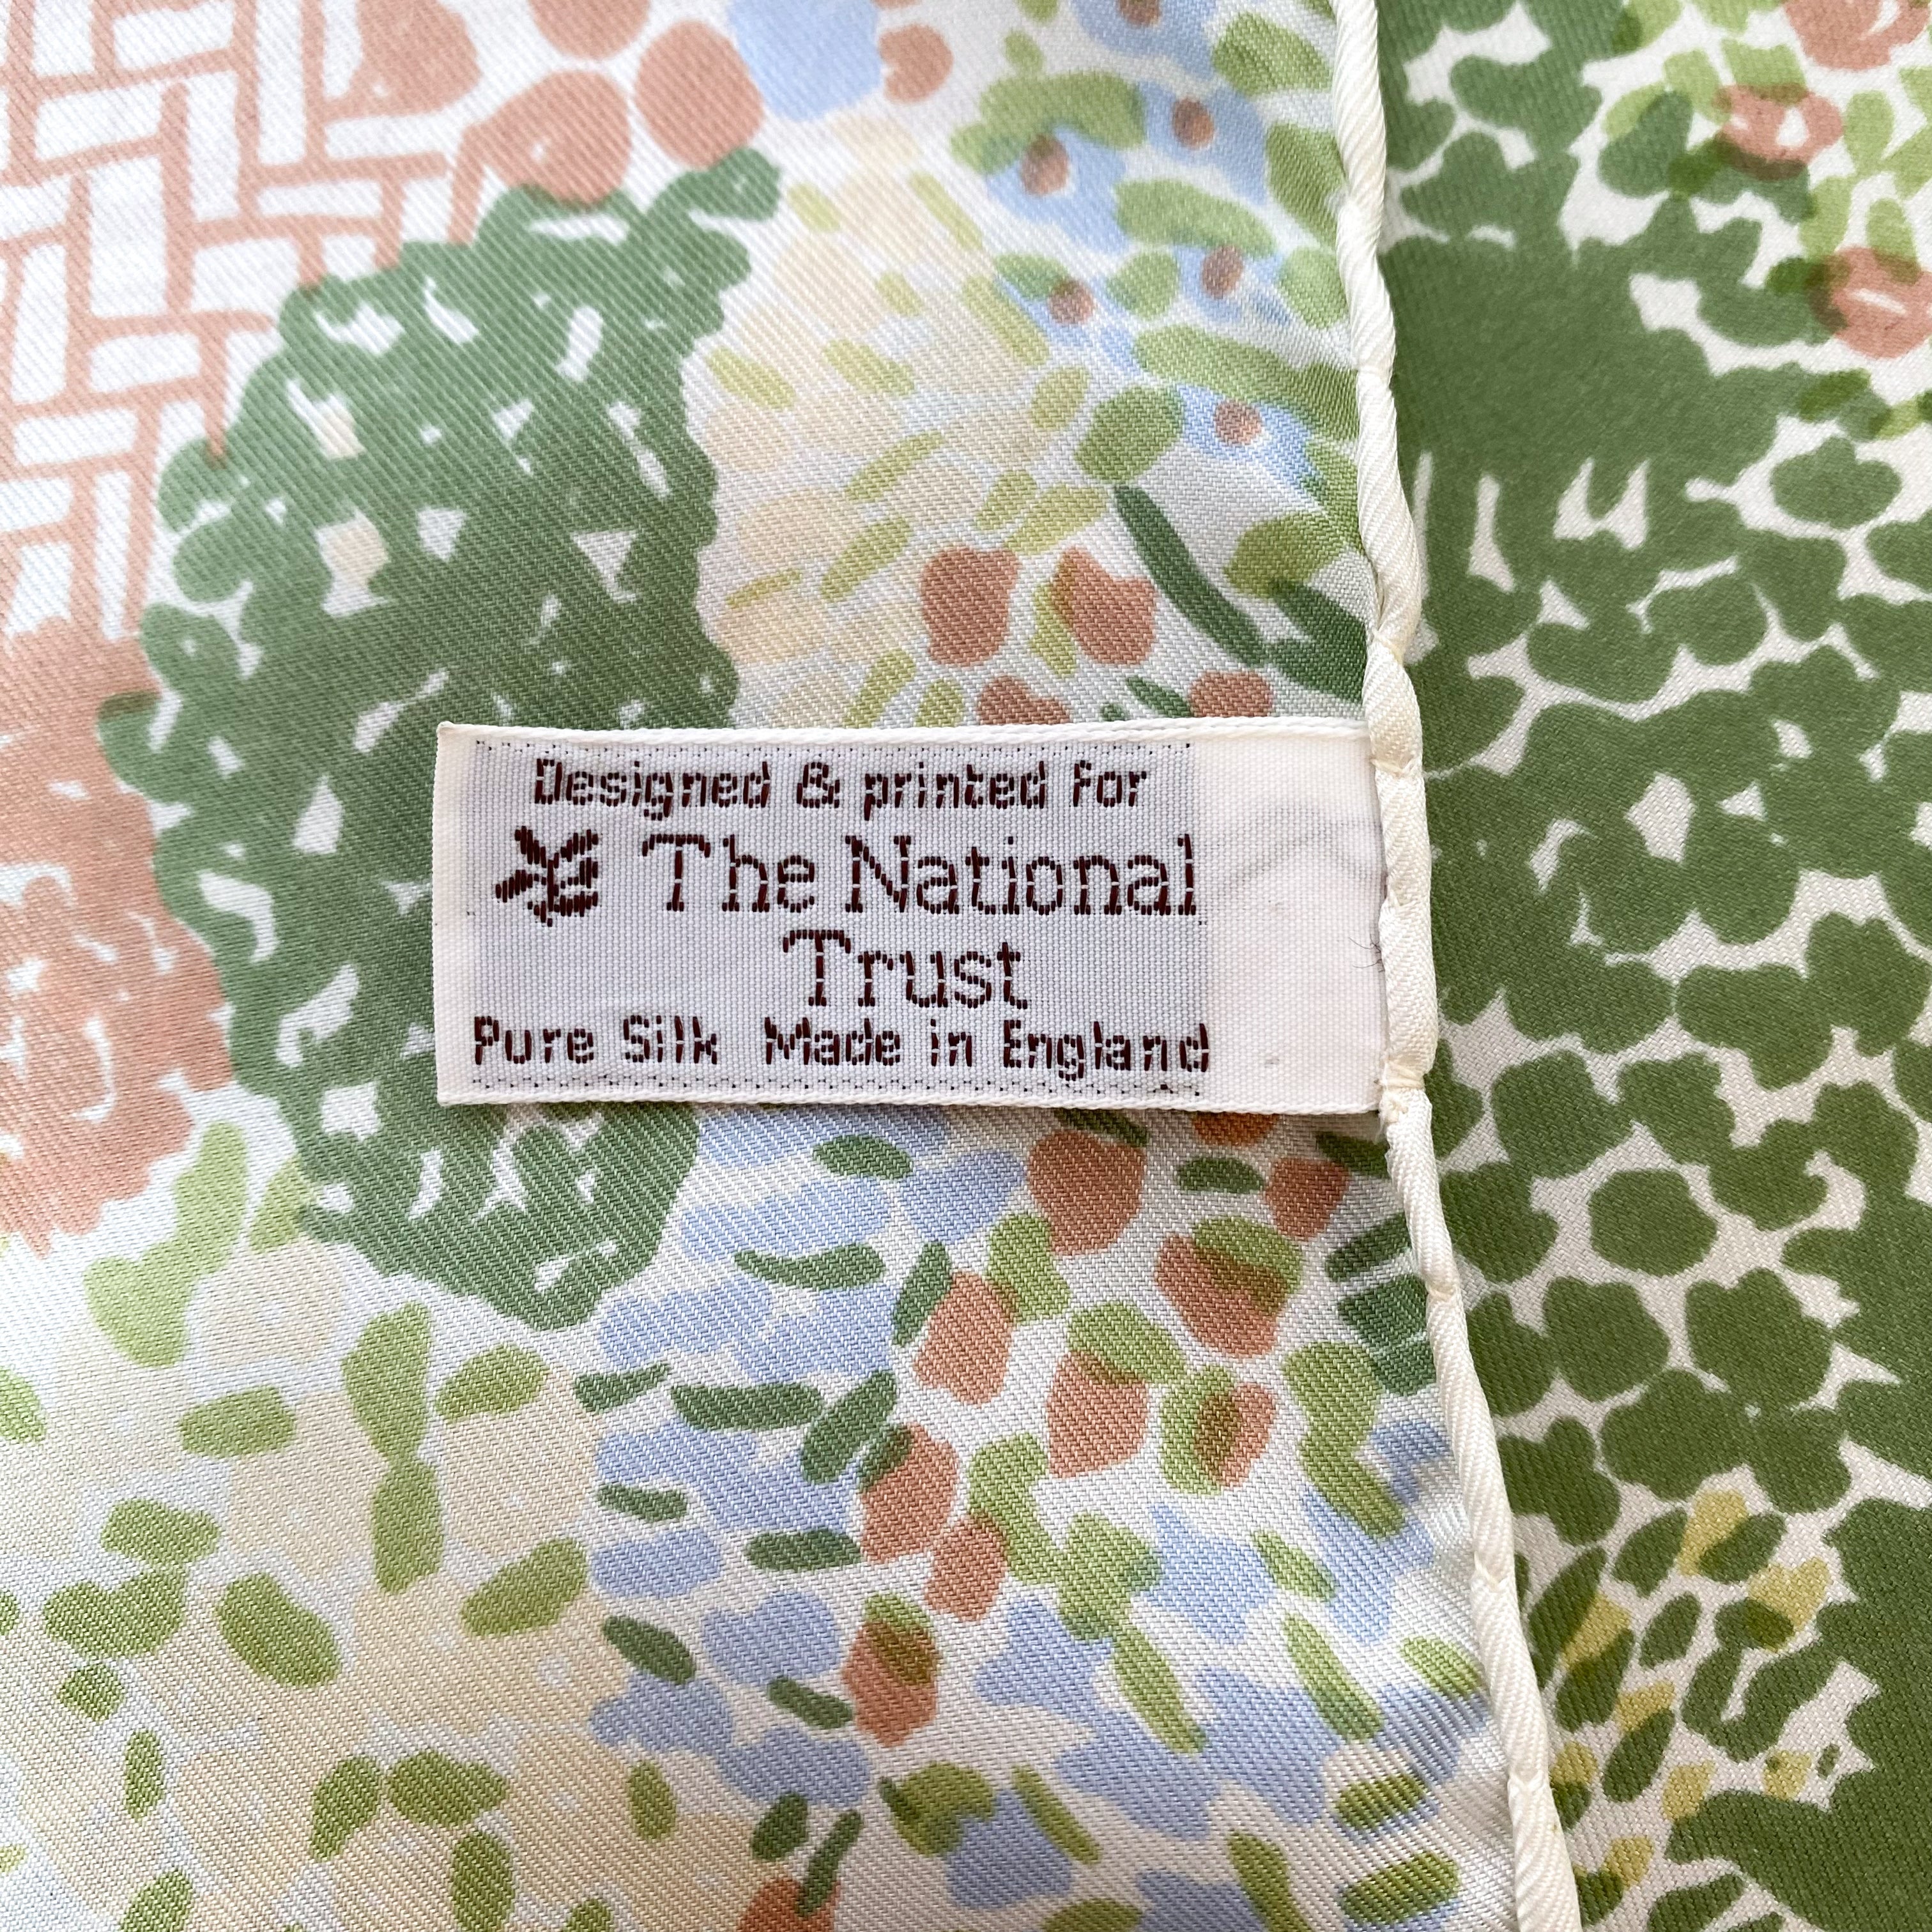 Designed & printed for
The National
Trust
Pure Silk Made in England